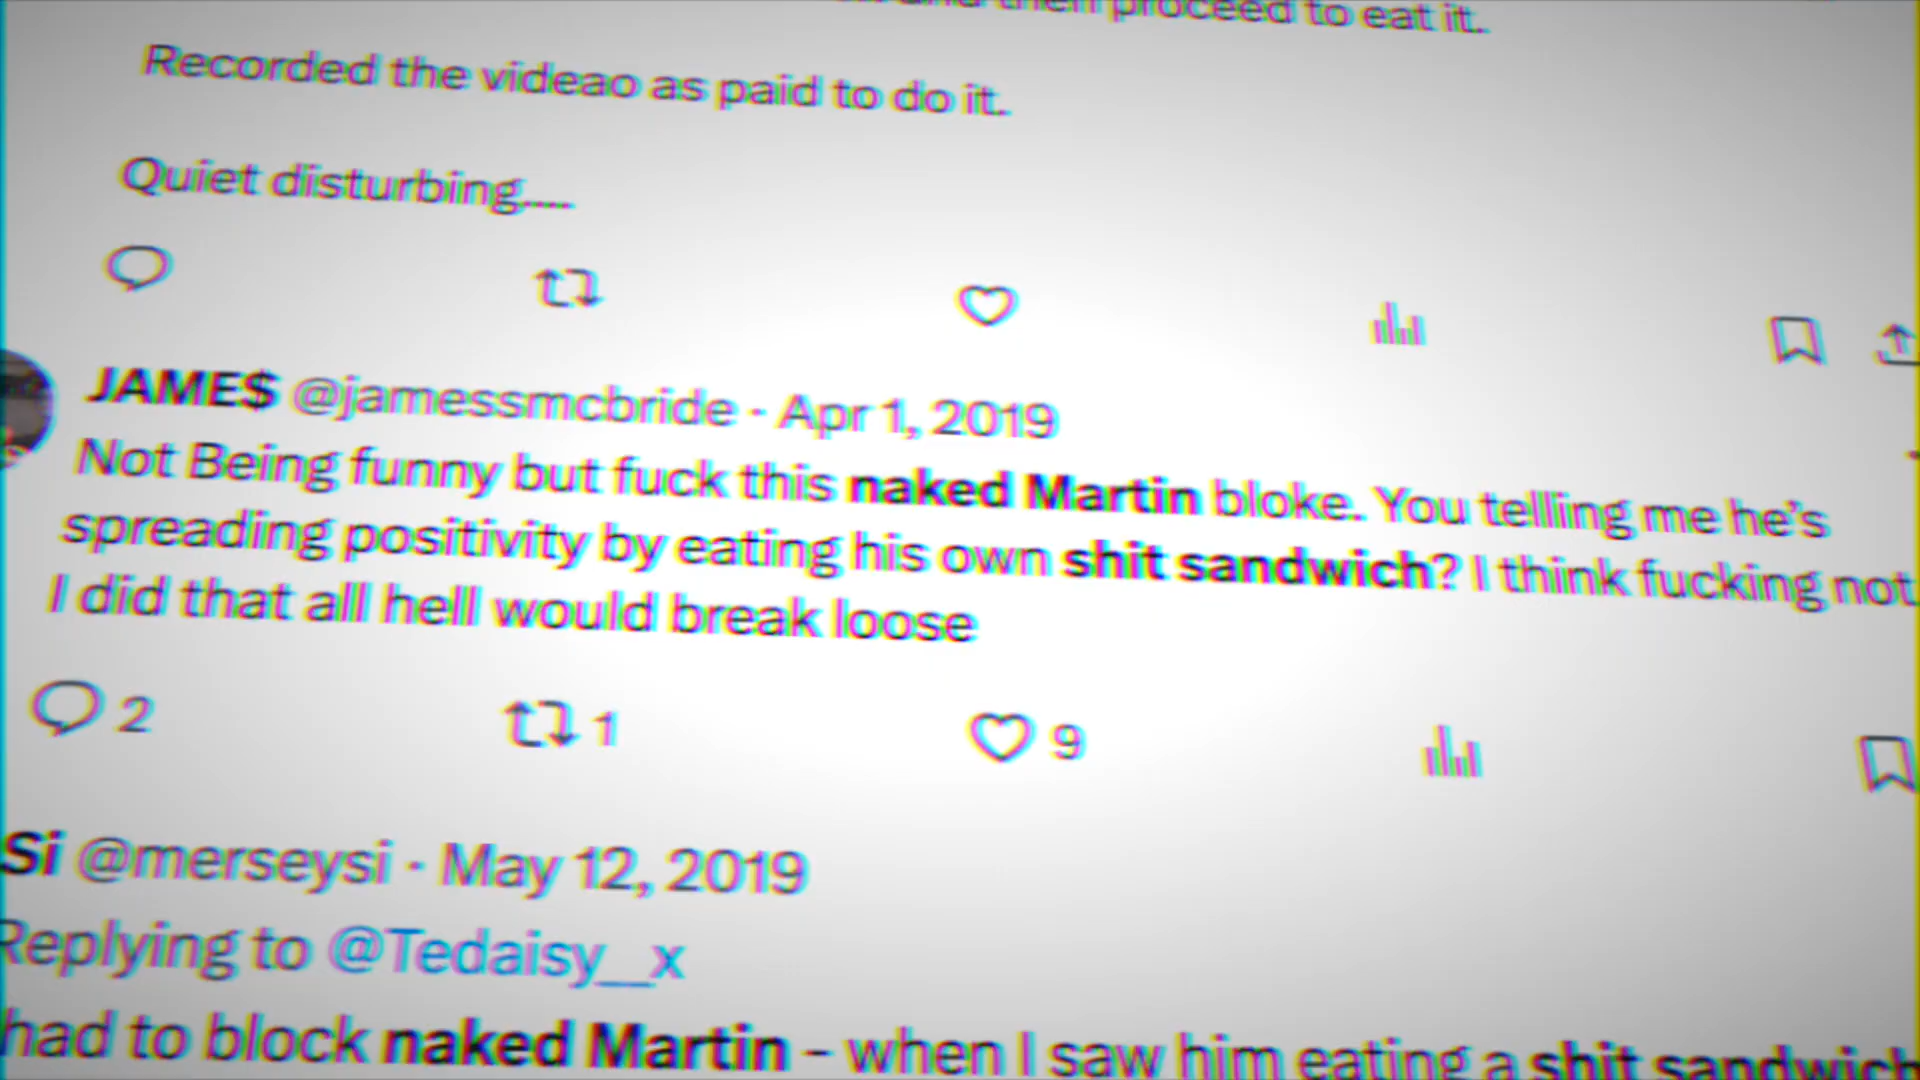 then proceed to eat it.
Recorded the videao as paid to do it.
Quiet disturbing....
JAME$ @jamessmcbride · Apr 1, 2019
Not Being funny but fuck this naked Martin bloke. You telling me he's
spreading positivity by eating his own shit sandwich? I think fucking not.
I did that all hell would break loose
2 1 9
Si @merseysi · May 12, 2019
Replying to @Tedaisy__x
had to block naked Martin - when I saw him eating a shit sandwich